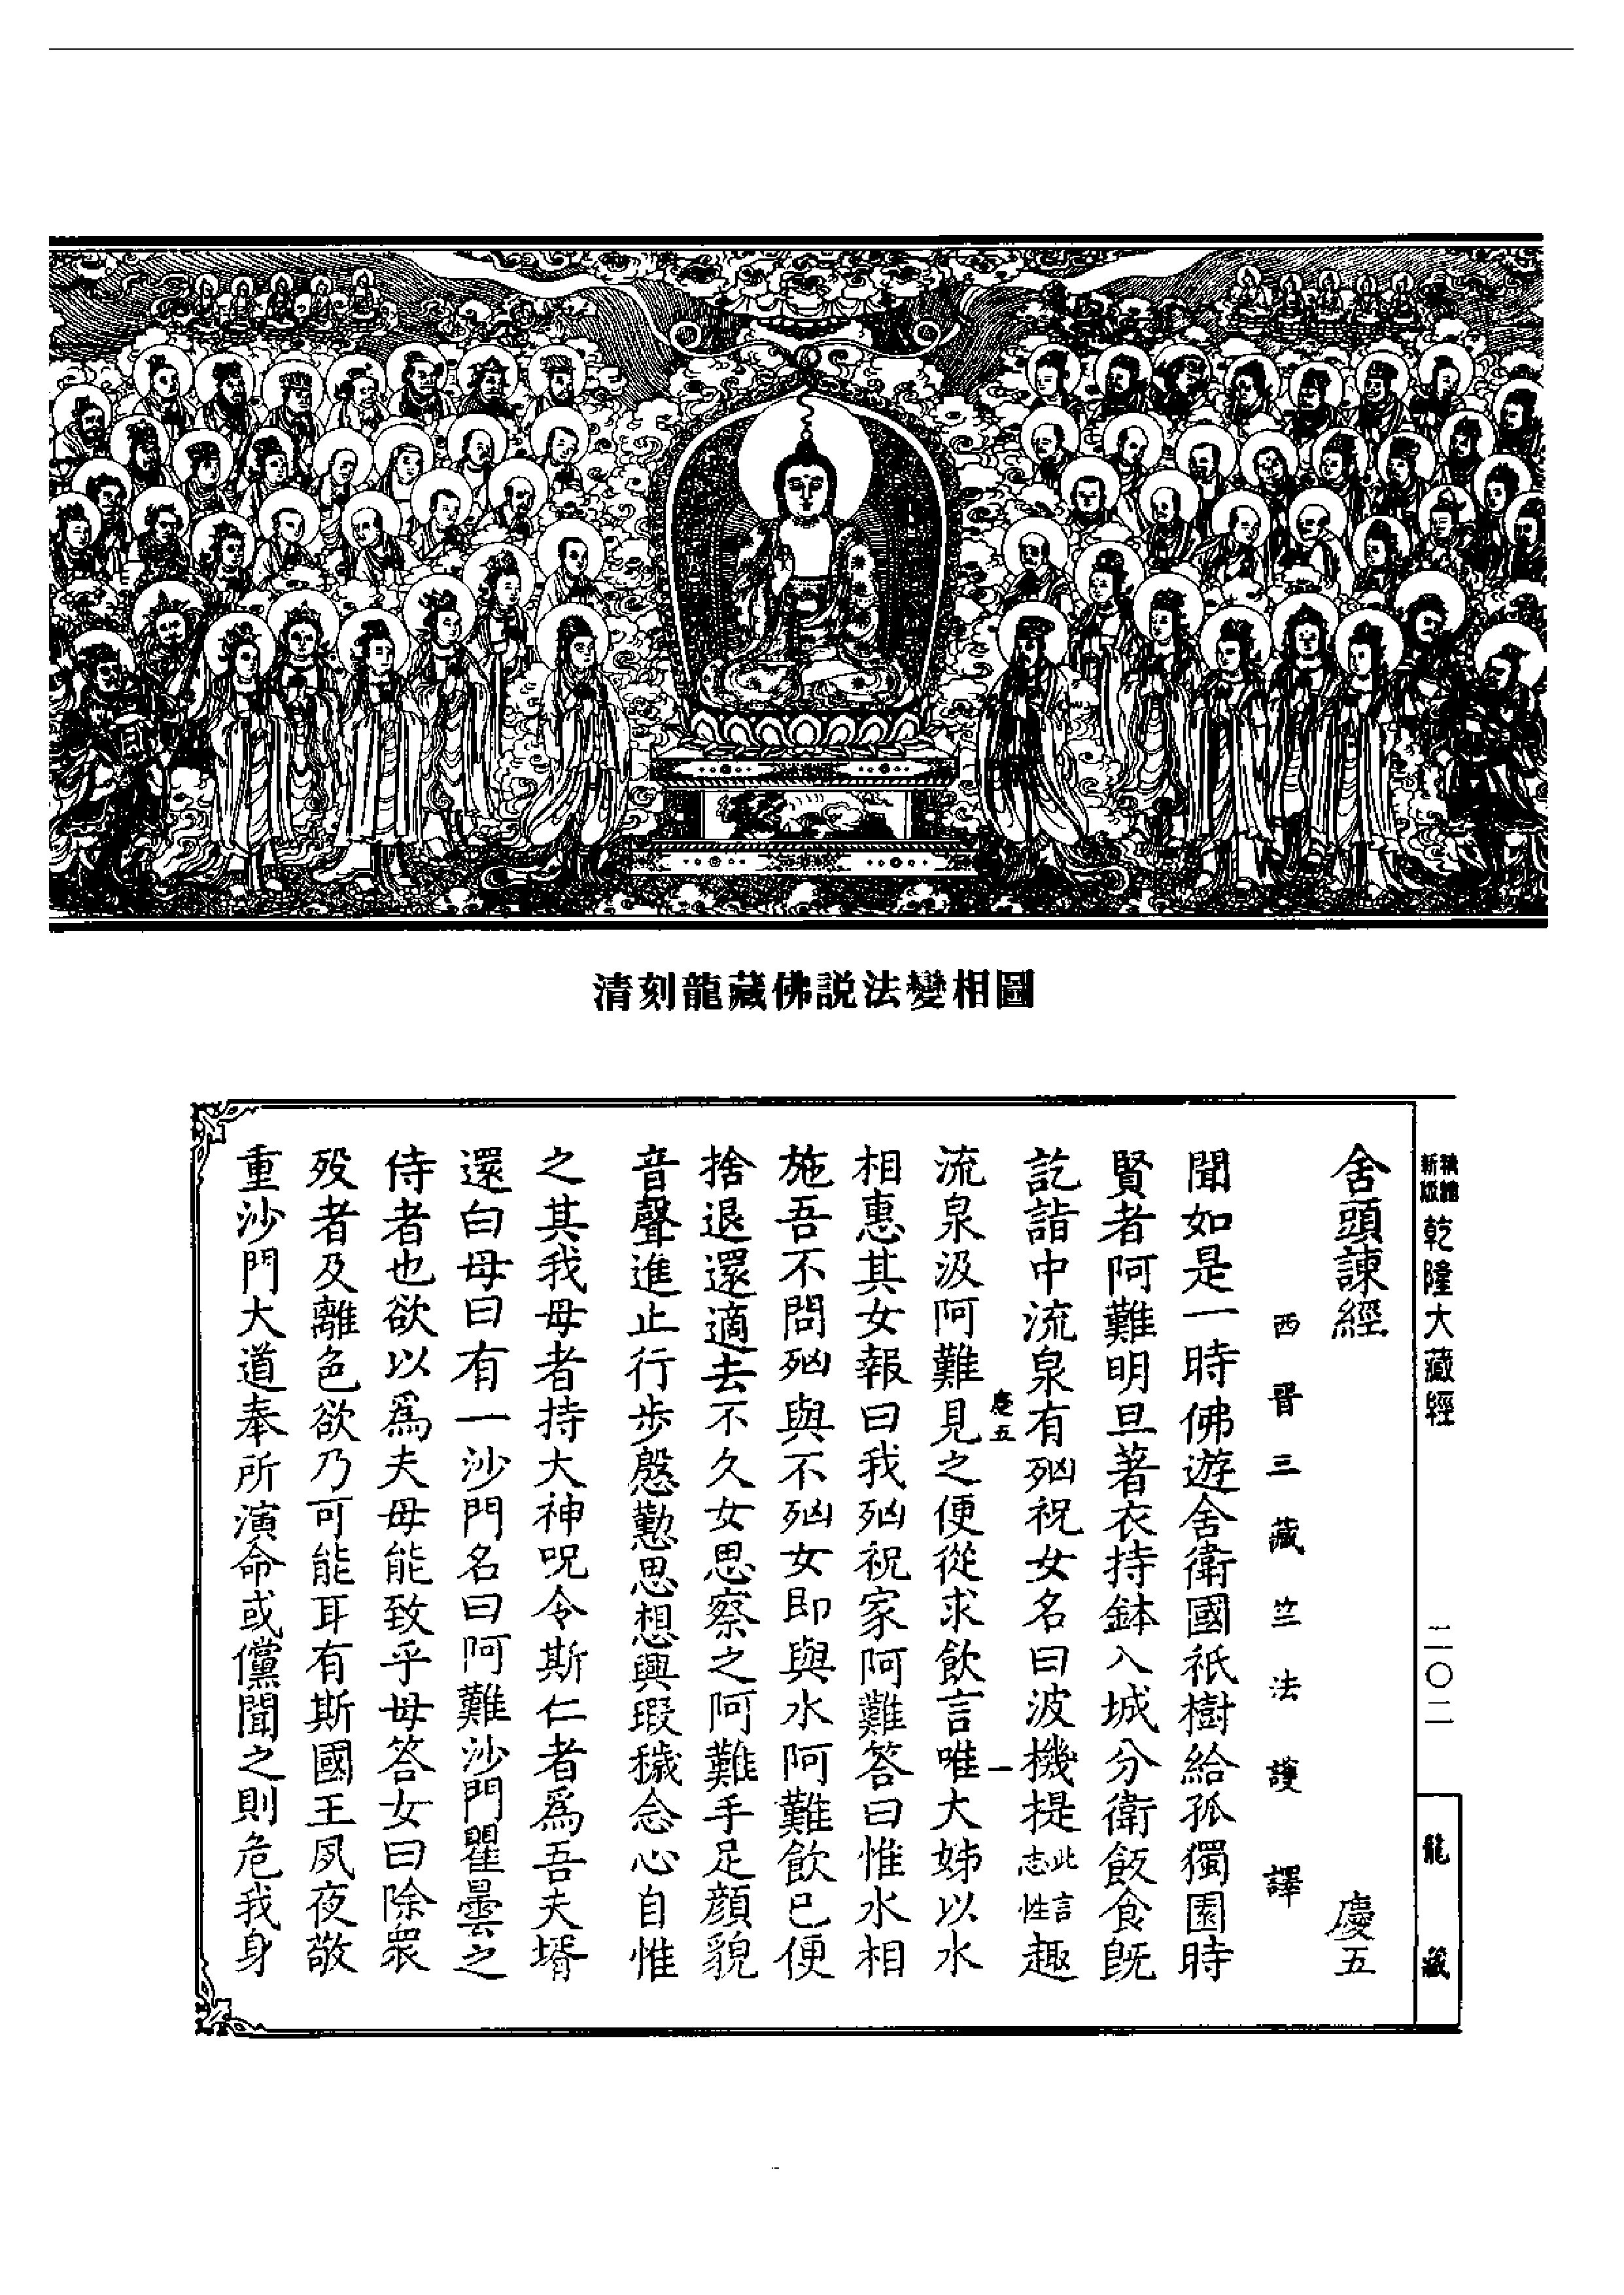 清刻龍藏佛説法變相圖
新版精縮乾隆大藏經
二〇二
龍藏
舍頭諫經 慶五
西晋三藏竺法護譯
聞如是一時佛遊舍衛國祇樹給孤獨園時
賢者阿難明旦著衣持鉢入城分衛飯食既
訖詣中流泉有𠒋祝女名曰波機提此言志性趣
慶五 一
流泉汲阿難見之便從求飲言唯大姊以水
相惠其女報曰我𠒋祝家阿難答曰惟水相
施吾不問𠒋與不𠒋女即與水阿難飲已便
捨退還適去不久女思察之阿難手足顔貌
音聲進止行步慇懃思想興瑕穢念心自惟
之其我母者持大神呪令斯仁者爲吾夫壻
還白母曰有一沙門名曰阿難沙門瞿曇之
侍者也欲以爲夫母能致乎母答女曰除衆
殁者及離色欲乃可能耳有斯國王夙夜敬
重沙門大道奉所演命或儻聞之則危我身